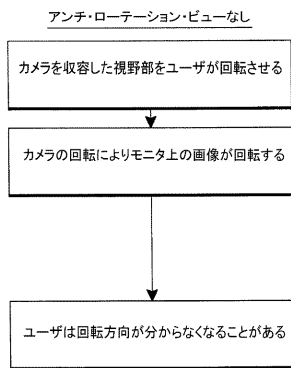 アンチ・ローテーション・ビューなし
カメラを収容した視野部をユーザが回転させる
カメラの回転によりモニタ上の画像が回転する
ユーザは回転方向が分からなくなることがある